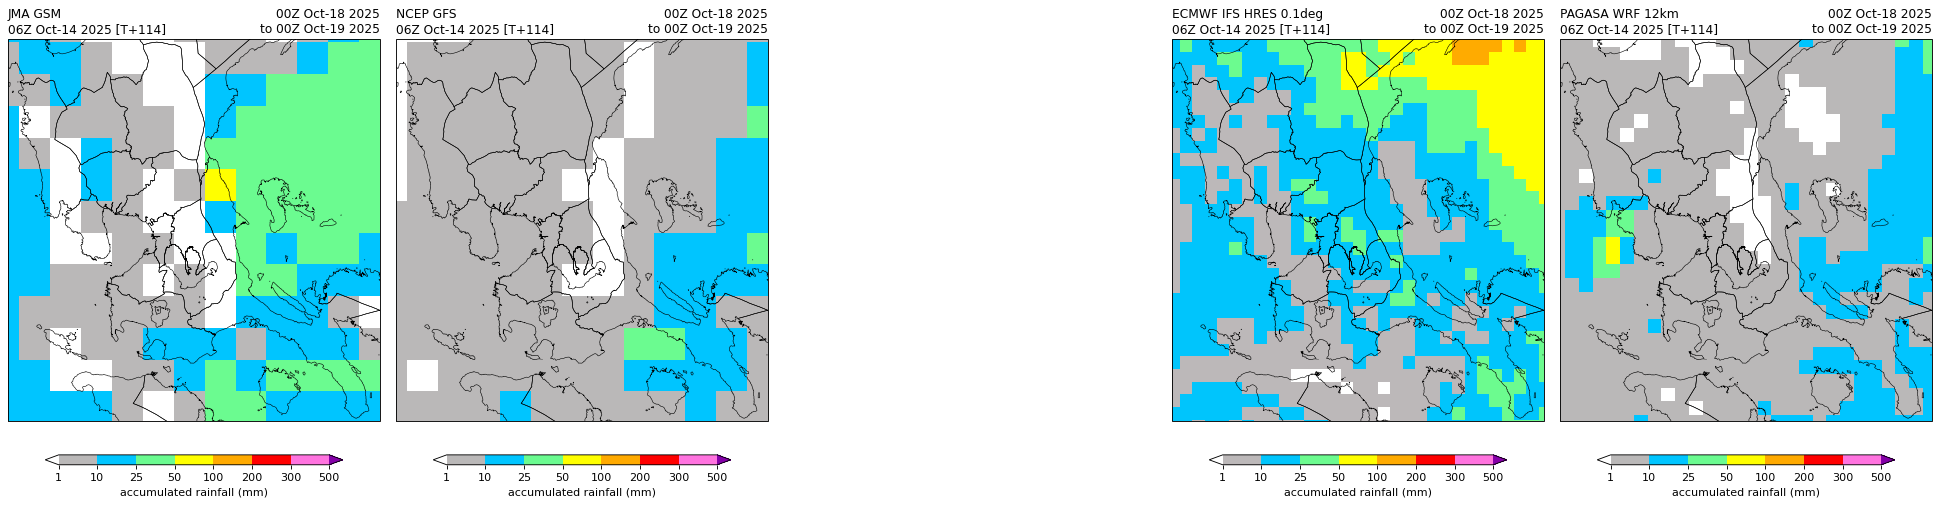 JMA GSM 00Z Oct-18 2025
06Z Oct-14 2025 [T+114] to 00Z Oct-19 2025
1 10 25 50 100 200 300 500
accumulated rainfall (mm)
NCEP GFS 00Z Oct-18 2025
06Z Oct-14 2025 [T+114] to 00Z Oct-19 2025
1 10 25 50 100 200 300 500
accumulated rainfall (mm)
ECMWF IFS HRES 0.1deg 00Z Oct-18 2025
06Z Oct-14 2025 [T+114] to 00Z Oct-19 2025
1 10 25 50 100 200 300 500
accumulated rainfall (mm)
PAGASA WRF 12km 00Z Oct-18 2025
06Z Oct-14 2025 [T+114] to 00Z Oct-19 2025
1 10 25 50 100 200 300 500
accumulated rainfall (mm)